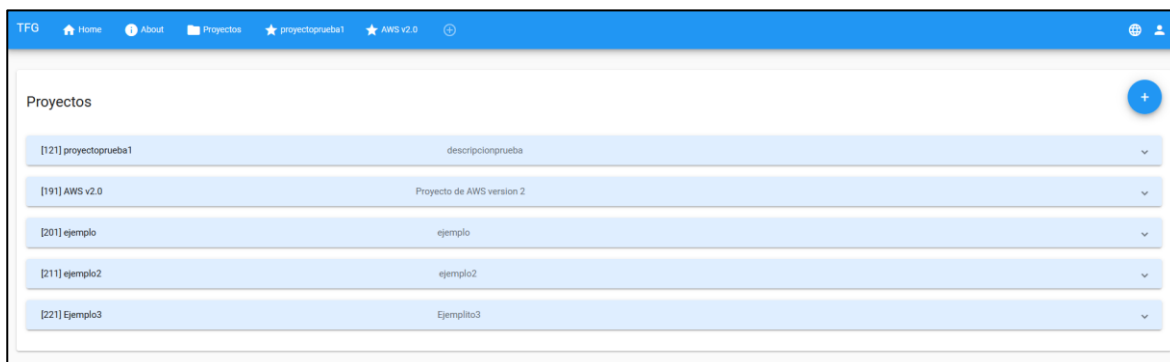 TFG Home About Proyectos proyectoprueba1 AWS v2.0
Proyectos
[121] proyectoprueba1 descripcionprueba
[191] AWS v2.0 Proyecto de AWS version 2
[201] ejemplo ejemplo
[211] ejemplo2 ejemplo2
[221] Ejemplo3 Ejemplito3